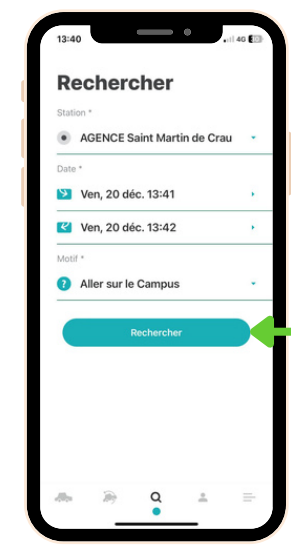 13:40
4G
Rechercher
Station *
AGENCE Saint Martin de Crau
Date *
Ven, 20 déc. 13:41
Ven, 20 déc. 13:42
Motif *
? Aller sur le Campus
Rechercher